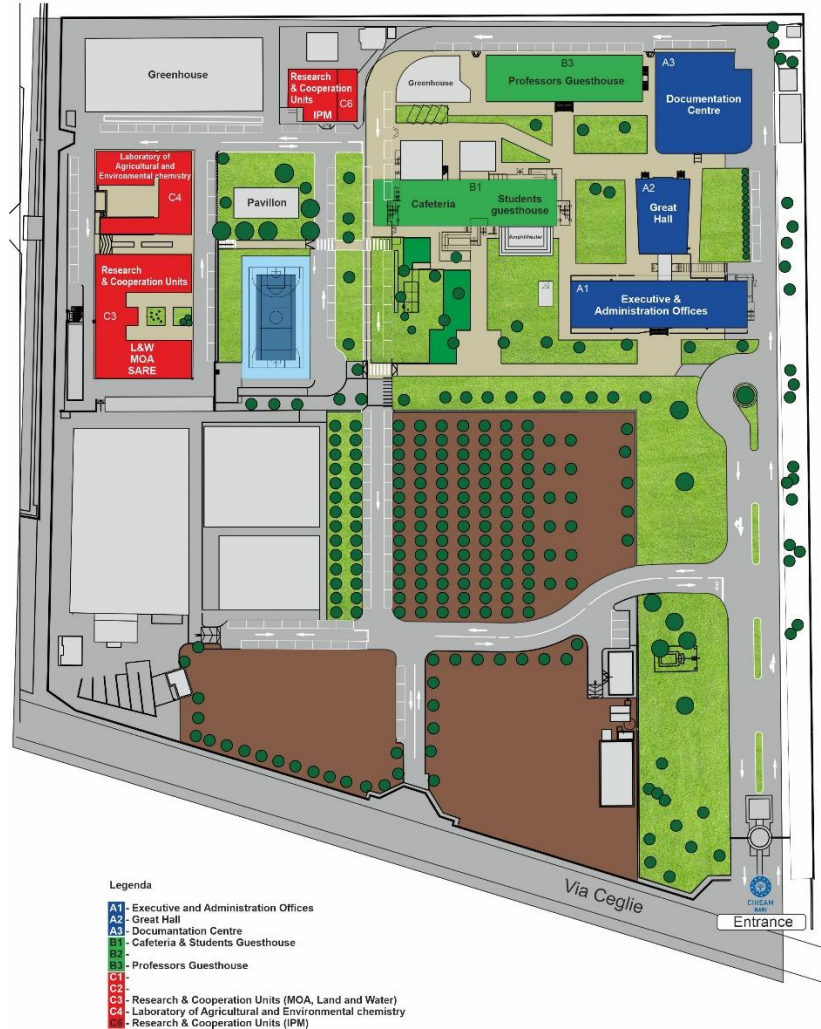 Greenhouse
Research
& Cooperation
Units
IPM
C6
Greenhouse
B3
Professors Guesthouse
A3
Documentation
Centre
Laboratory of
Agricultural and
Environmental chemistry
C4
Pavillon
B1
Cafeteria
Students
guesthouse
Amphitheater
A2
Great
Hall
Research
& Cooperation Units
C3
L&W
MOA
SARE
A1
Executive &
Administration Offices
Via Ceglie
CIHEAM
BARI
Entrance
Legenda
A1 - Executive and Administration Offices
A2 - Great Hall
A3 - Documantation Centre
B1 - Cafeteria & Students Guesthouse
B2 -
B3 - Professors Guesthouse
C1 -
C2 -
C3 - Research & Cooperation Units (MOA, Land and Water)
C4 - Laboratory of Agricultural and Environmental chemistry
C6 - Research & Cooperation Units (IPM)